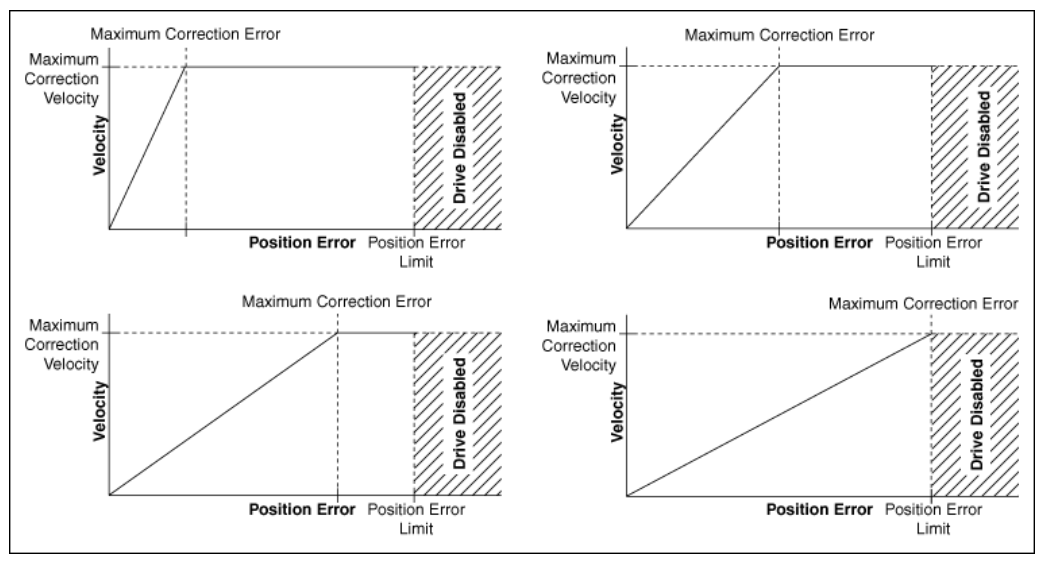 Maximum Correction Error
Maximum
Correction
Velocity
Velocity
Drive Disabled
Position Error
Position Error
Limit
Maximum Correction Error
Maximum
Correction
Velocity
Velocity
Drive Disabled
Position Error
Position Error
Limit
Maximum Correction Error
Maximum
Correction
Velocity
Velocity
Drive Disabled
Position Error
Position Error
Limit
Maximum Correction Error
Maximum
Correction
Velocity
Velocity
Drive Disabled
Position Error
Position Error
Limit